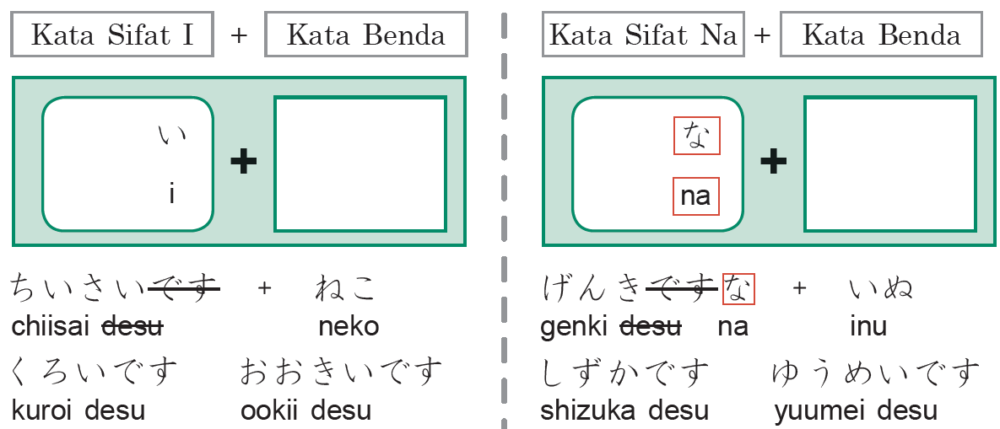 Kata Sifat I + Kata Benda
い +
i
ちいさいです + ねこ
chiisai desu neko
くろいです おおきいです
kuroi desu ookii desu
Kata Sifat Na + Kata Benda
な +
na
げんきですな + いぬ
genki desu na inu
しずかです ゆうめいです
shizuka desu yuumei desu